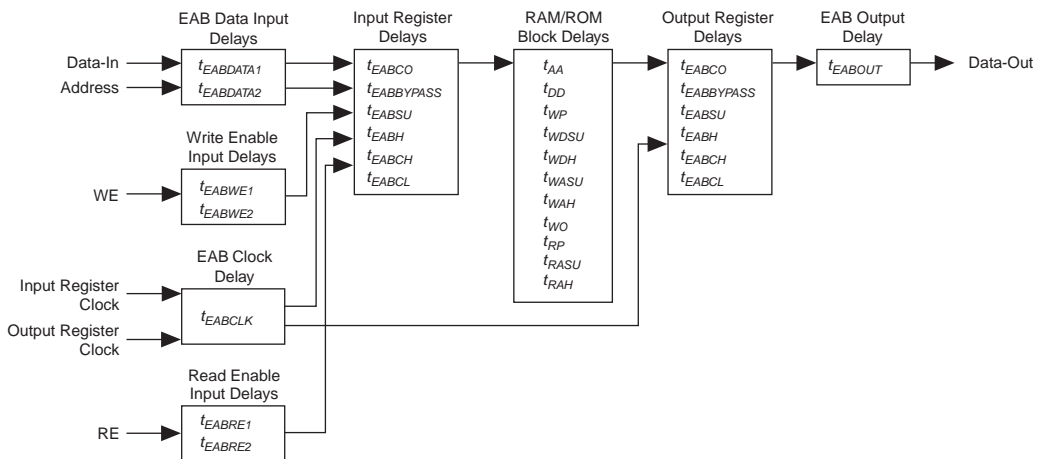 EAB Data Input
Delays
Data-In
Address
tEABDATA1
tEABDATA2
Write Enable
Input Delays
WE
tEABWE1
tEABWE2
EAB Clock
Delay
Input Register
Clock
Output Register
Clock
tEABCLK
Read Enable
Input Delays
RE
tEABRE1
tEABRE2
Input Register
Delays
tEABCO
tEABBYPASS
tEABSU
tEABH
tEABCH
tEABCL
RAM/ROM
Block Delays
tAA
tDD
tWP
tWDSU
tWDH
tWASU
tWAH
tWO
tRP
tRASU
tRAH
Output Register
Delays
tEABCO
tEABBYPASS
tEABSU
tEABH
tEABCH
tEABCL
EAB Output
Delay
tEABOUT
Data-Out